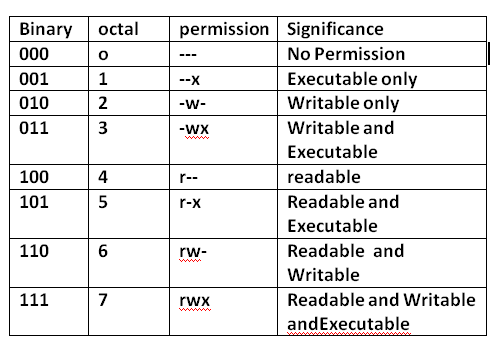 Binary octal permission Significance
000 o --- No Permission
001 1 --x Executable only
010 2 -w- Writable only
011 3 -wx Writable and
Executable
100 4 r-- readable
101 5 r-x Readable and
Executable
110 6 rw- Readable and
Writable
111 7 rwx Readable and Writable
andExecutable